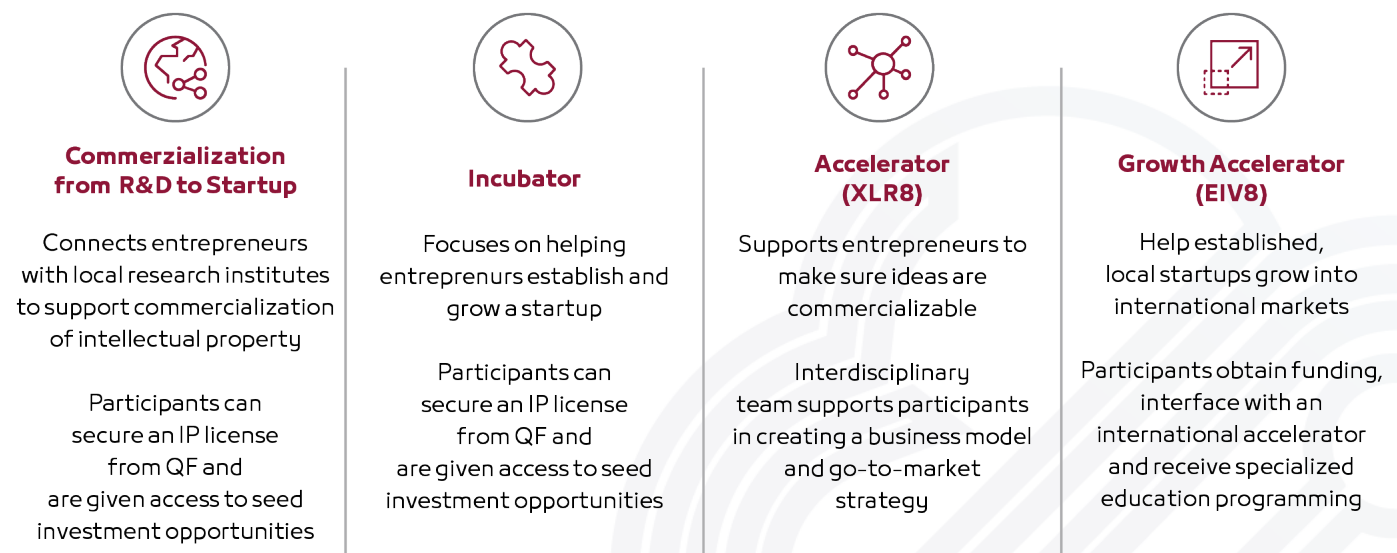 Commerzialization
from R&D to Startup
Connects entrepreneurs
with local research institutes
to support commercialization
of intellectual property
Participants can
secure an IP license
from QF and
are given access to seed
investment opportunities
Incubator
Focuses on helping
entreprenurs establish and
grow a startup
Participants can
secure an IP license
from QF and
are given access to seed
investment opportunities
Accelerator
(XLR8)
Supports entrepreneurs to
make sure ideas are
commercializable
Interdisciplinary
team supports participants
in creating a business model
and go-to-market
strategy
Growth Accelerator
(EIV8)
Help established,
local startups grow into
international markets
Participants obtain funding,
interface with an
international accelerator
and receive specialized
education programming